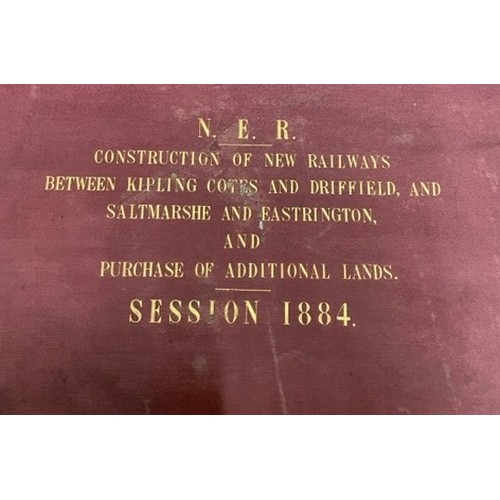 N. E. R.
CONSTRUCTION OF NEW RAILWAYS
BETWEEN KIPLING COTES AND DRIFFIELD, AND
SALTMARSHE AND EASTRINGTON,
AND
PURCHASE OF ADDITIONAL LANDS.
SESSION 1884.